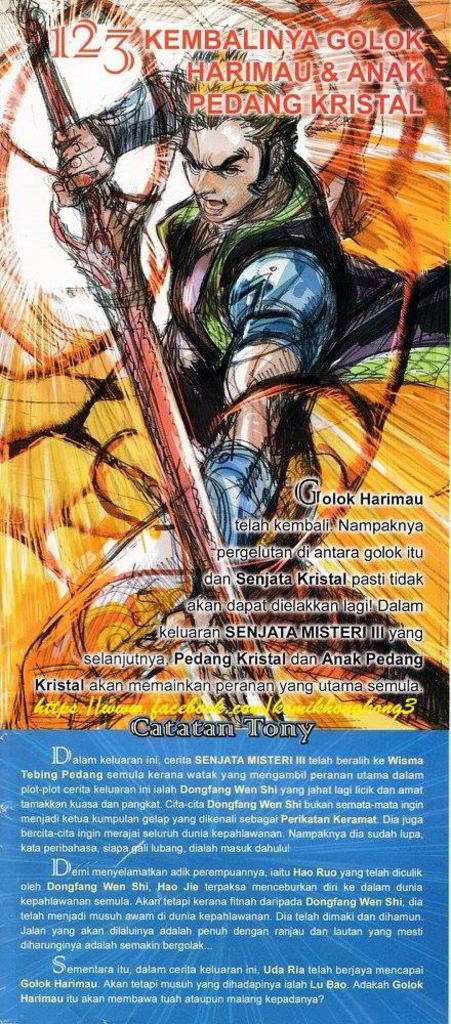 123 KEMBALINYA GOLOK
HARIMAU & ANAK
PEDANG KRISTAL
Golok Harimau
telah kembali. Nampaknya
pergelutan di antara golok itu
dan Senjata Kristal pasti tidak
akan dapat dielakkan lagi! Dalam
keluaran SENJATA MISTERI III yang
selanjutnya, Pedang Kristal dan Anak Pedang
Kristal akan memainkan peranan yang utama semula.
https://www.facebook.com/komikhongkong3
Catatan Tony
Dalam keluaran ini, cerita SENJATA MISTERI III telah beralih ke Wisma
Tebing Pedang semula kerana watak yang mengambil peranan utama dalam
plot-plot cerita keluaran ini ialah Dongfang Wen Shi yang jahat lagi licik dan amat
tamakkan kuasa dan pangkat. Cita-cita Dongfang Wen Shi bukan semata-mata ingin
menjadi ketua kumpulan gelap yang dikenali sebagai Perikatan Keramat. Dia juga
bercita-cita ingin merajai seluruh dunia kepahlawanan. Nampaknya dia sudah lupa,
kata peribahasa, siapa gali lubang, dialah masuk dahulu!
Demi menyelamatkan adik perempuannya, iaitu Hao Ruo yang telah diculik
oleh Dongfang Wen Shi, Hao Jie terpaksa menceburkan diri ke dalam dunia
kepahlawanan semula. Akan tetapi kerana fitnah daripada Dongfang Wen Shi, dia
telah menjadi musuh awam di dunia kepahlawanan. Dia telah dimaki dan dihamun.
Jalan yang akan dilaluinya adalah penuh dengan ranjau dan lautan yang mesti
diharunginya adalah semakin bergolak...
Sementara itu, dalam cerita keluaran ini, Uda Ria telah berjaya mencapai
Golok Harimau. Akan tetapi musuh yang dihadapinya ialah Lu Bao. Adakah Golok
Harimau itu akan membawa tuah ataupun malang kepadanya?